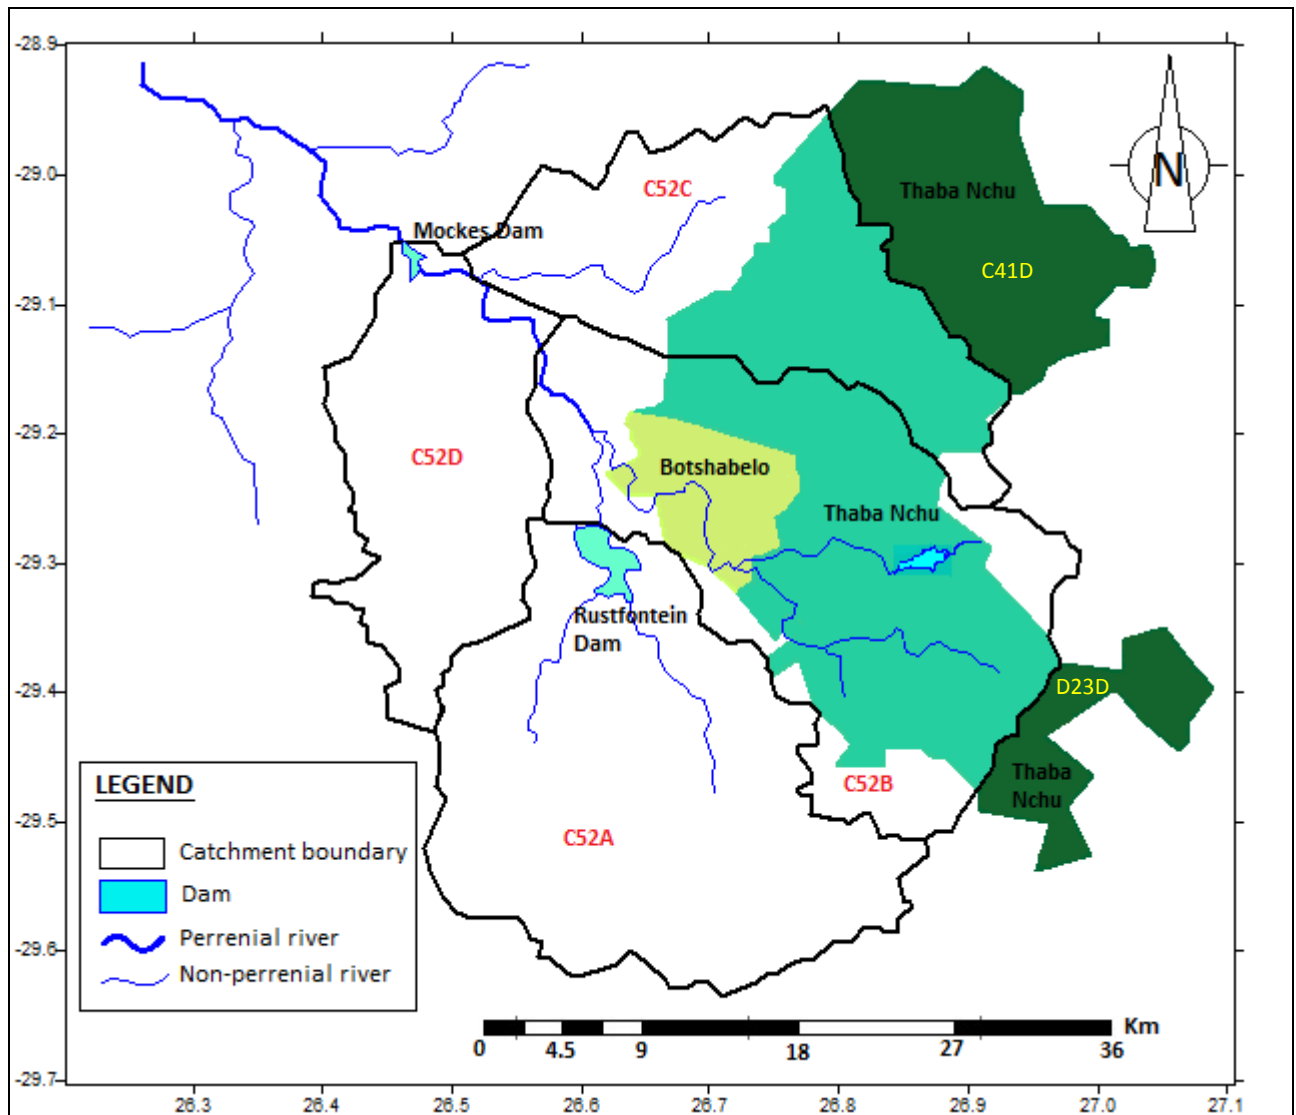 -28.9
-29.0
-29.1
-29.2
-29.3
-29.4
-29.5
-29.6
-29.7
26.3
26.4
26.5
26.6
26.7
26.8
26.9
27.0
27.1
N
C52C
Thaba Nchu
Mockes Dam
C41D
C52D
Botshabelo
Thaba Nchu
Rustfontein
Dam
D23D
Thaba
Nchu
C52B
C52A
LEGEND
Catchment boundary
Dam
Perrenial river
Non-perrenial river
Km
0
4.5
9
18
27
36